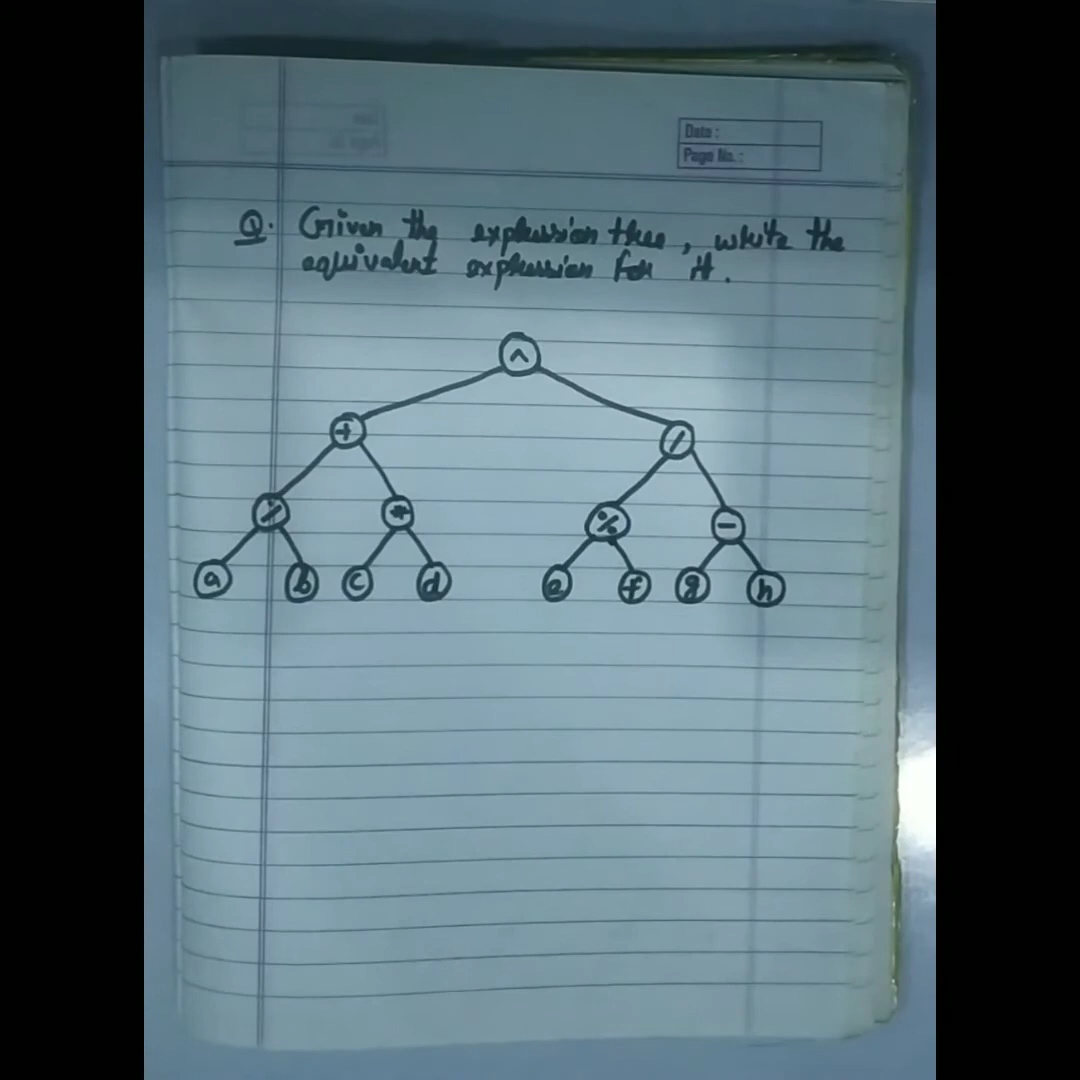 Date :
Page No. :
Q. Given the expression tree, write the
equivalent expression for it.
^
+ /
/ * % -
a b c d e f g h